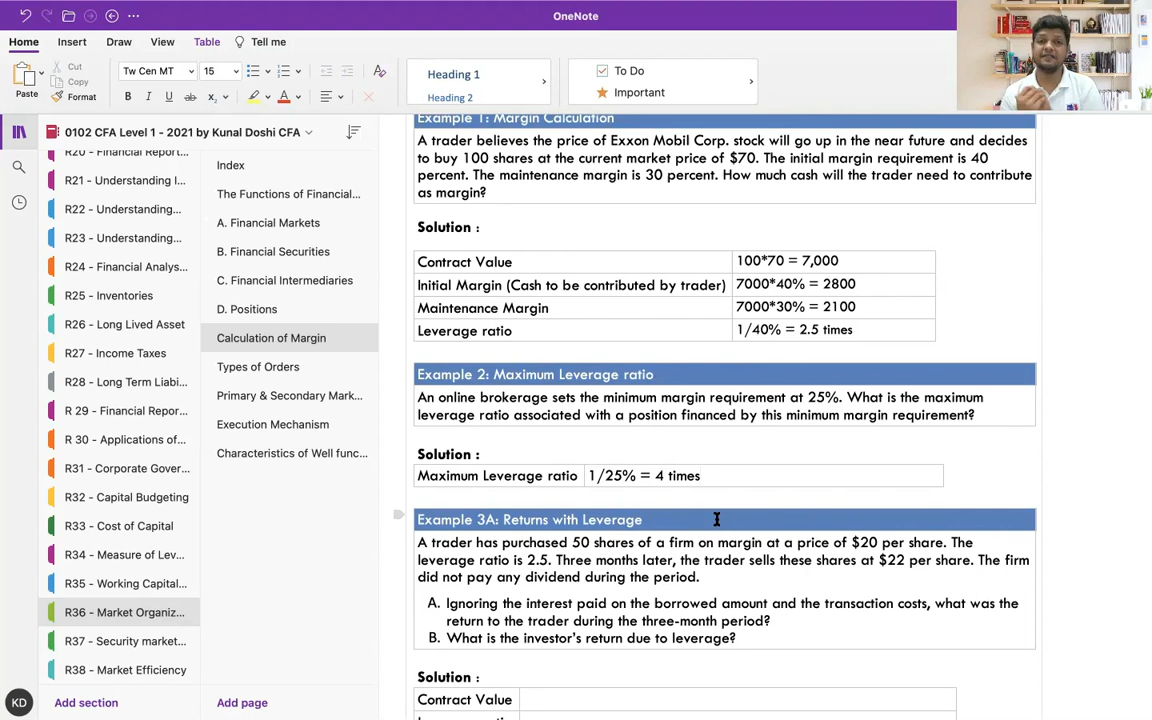 OneNote
Home
Insert
Draw
View
Table
Tell me
Paste
Cut
Copy
Format
Tw Cen MT
15
B
I
U
ab
x₂
A
Heading 1
Heading 2
To Do
Important
0102 CFA Level 1 - 2021 by Kunal Doshi CFA
R20 - Financial Report...
R21 - Understanding I...
R22 - Understanding...
R23 - Understanding...
R24 - Financial Analys...
R25 - Inventories
R26 - Long Lived Asset
R27 - Income Taxes
R28 - Long Term Liabi...
R 29 - Financial Repor...
R 30 - Applications of...
R31 - Corporate Gover...
R32 - Capital Budgeting
R33 - Cost of Capital
R34 - Measure of Lev...
R35 - Working Capital...
R36 - Market Organiz...
R37 - Security market...
R38 - Market Efficiency
KD
Add section
Index
The Functions of Financial...
A. Financial Markets
B. Financial Securities
C. Financial Intermediaries
D. Positions
Calculation of Margin
Types of Orders
Primary & Secondary Mark...
Execution Mechanism
Characteristics of Well func...
Add page
Example 1: Margin Calculation
A trader believes the price of Exxon Mobil Corp. stock will go up in the near future and decides
to buy 100 shares at the current market price of $70. The initial margin requirement is 40
percent. The maintenance margin is 30 percent. How much cash will the trader need to contribute
as margin?
Solution :
Contract Value 100*70 = 7,000
Initial Margin (Cash to be contributed by trader) 7000*40% = 2800
Maintenance Margin 7000*30% = 2100
Leverage ratio 1/40% = 2.5 times
Example 2: Maximum Leverage ratio
An online brokerage sets the minimum margin requirement at 25%. What is the maximum
leverage ratio associated with a position financed by this minimum margin requirement?
Solution :
Maximum Leverage ratio 1/25% = 4 times
Example 3A: Returns with Leverage
A trader has purchased 50 shares of a firm on margin at a price of $20 per share. The
leverage ratio is 2.5. Three months later, the trader sells these shares at $22 per share. The firm
did not pay any dividend during the period.
A. Ignoring the interest paid on the borrowed amount and the transaction costs, what was the
return to the trader during the three-month period?
B. What is the investor's return due to leverage?
Solution :
Contract Value